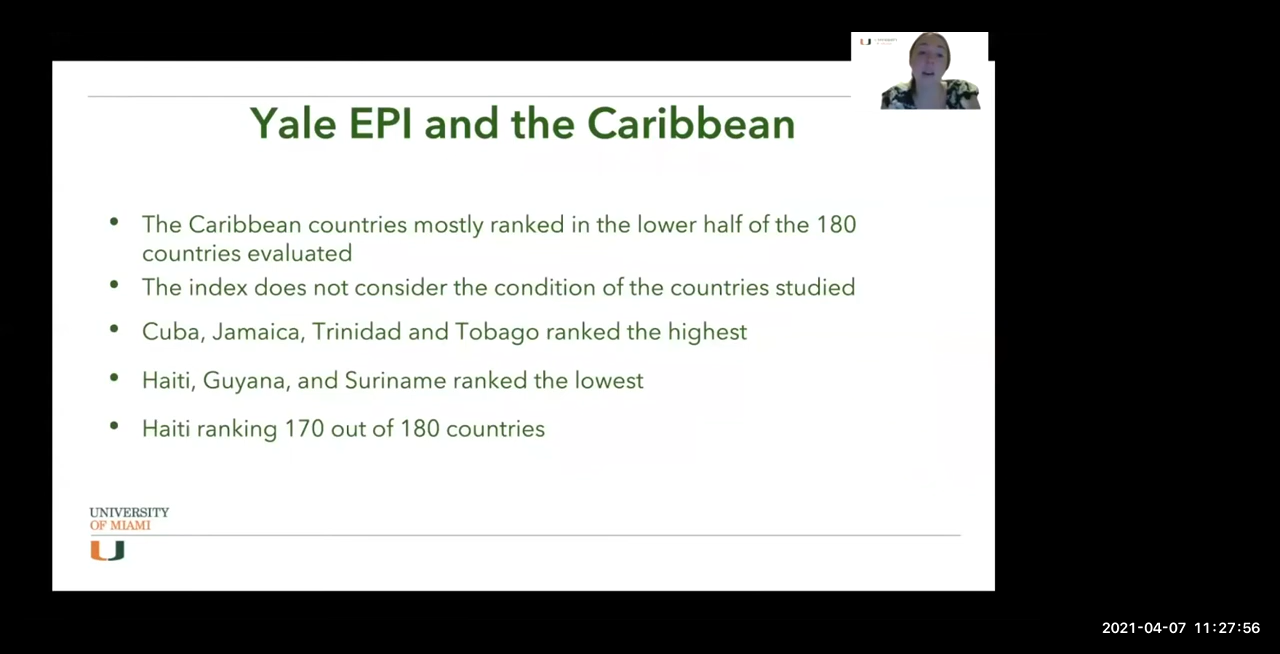 Yale EPI and the Caribbean
• The Caribbean countries mostly ranked in the lower half of the 180
countries evaluated
• The index does not consider the condition of the countries studied
• Cuba, Jamaica, Trinidad and Tobago ranked the highest
• Haiti, Guyana, and Suriname ranked the lowest
• Haiti ranking 170 out of 180 countries
UNIVERSITY
OF MIAMI
2021-04-07 11:27:56